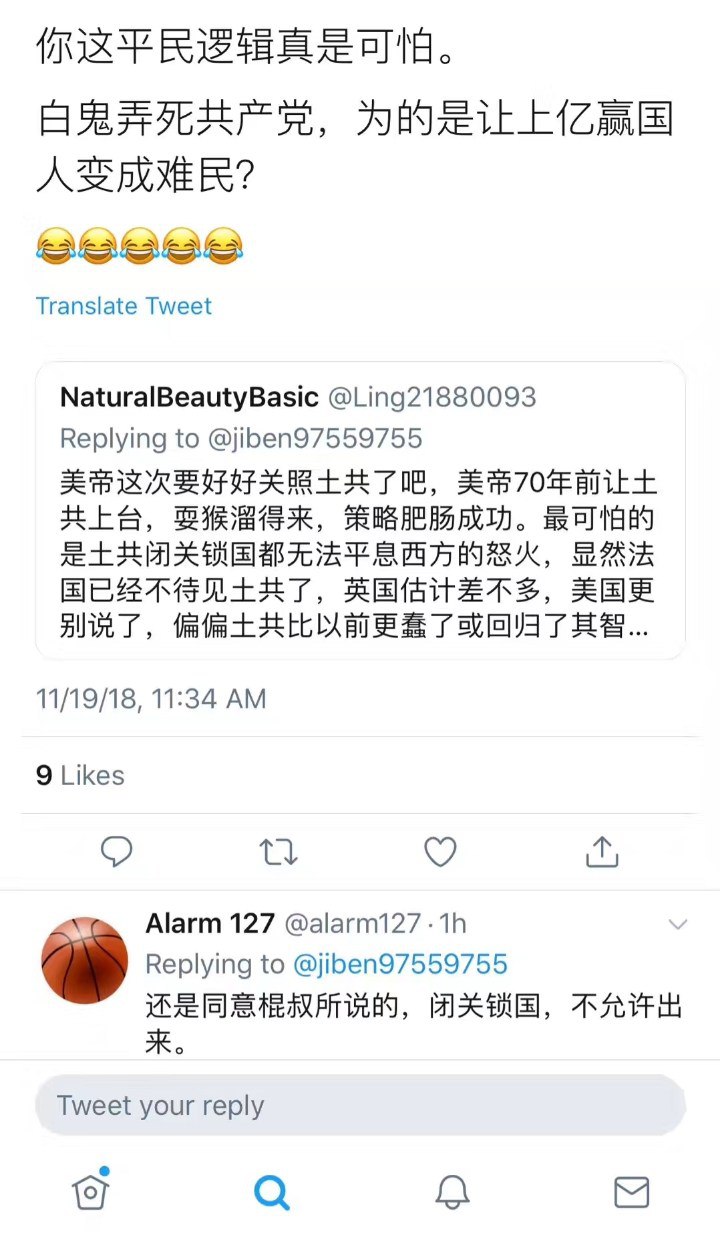 你这平民逻辑真是可怕。
白鬼弄死共产党，为的是让上亿赢国
人变成难民？
😂😂😂😂😂
Translate Tweet
NaturalBeautyBasic @Ling21880093
Replying to @jiben97559755
美帝这次要好好关照土共了吧，美帝70年前让土
共上台，耍猴溜得来，策略肥肠成功。最可怕的
是土共闭关锁国都无法平息西方的怒火，显然法
国已经不待见土共了，英国估计差不多，美国更
别说了，偏偏土共比以前更蠢了或回归了其智...
11/19/18, 11:34 AM
9 Likes
Alarm 127 @alarm127 · 1h
Replying to @jiben97559755
还是同意棍叔所说的，闭关锁国，不允许出
来。
Tweet your reply